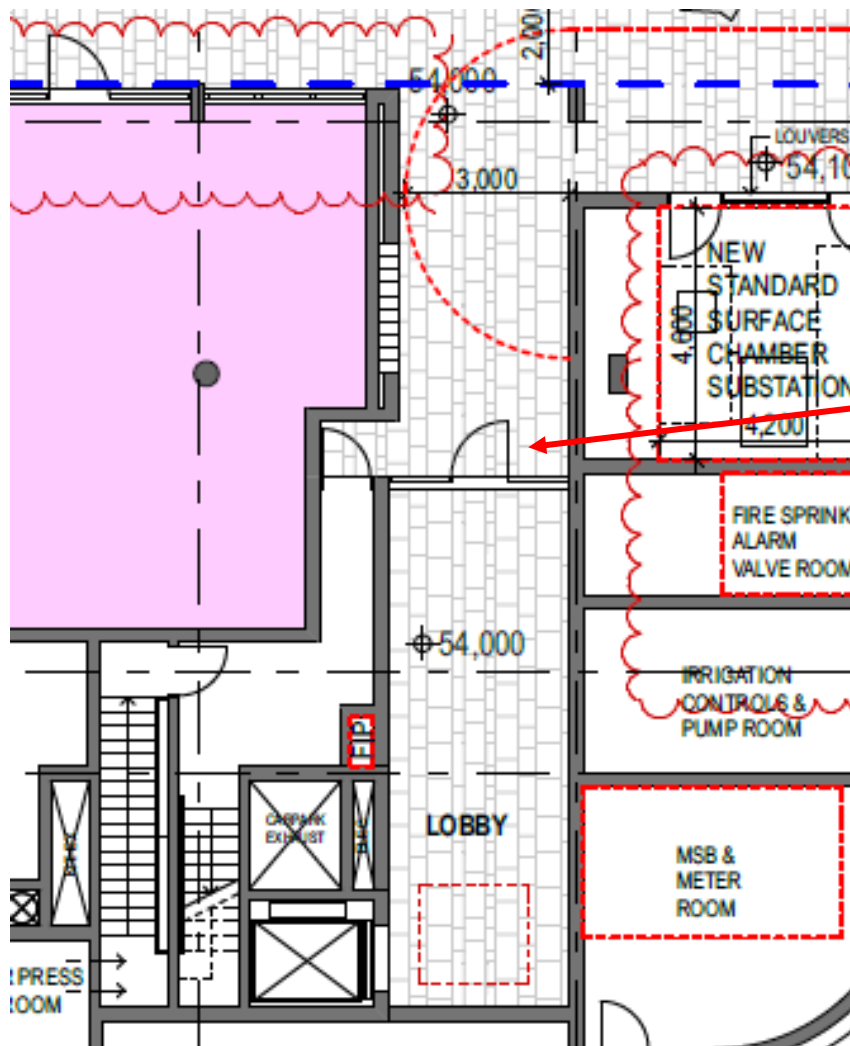 2,000
54,000
LOUVERS
54,10
3,000
NEW
STANDARD
SURFACE
CHAMBER
SUBSTATION
4,600
4,200
FIRE SPRINK
ALARM
VALVE ROOM
54,000
IRRIGATION
CONTROLS &
PUMP ROOM
FIP
CARPARK
EXHAUST
LOBBY
MSB &
METER
ROOM
PRESS
ROOM